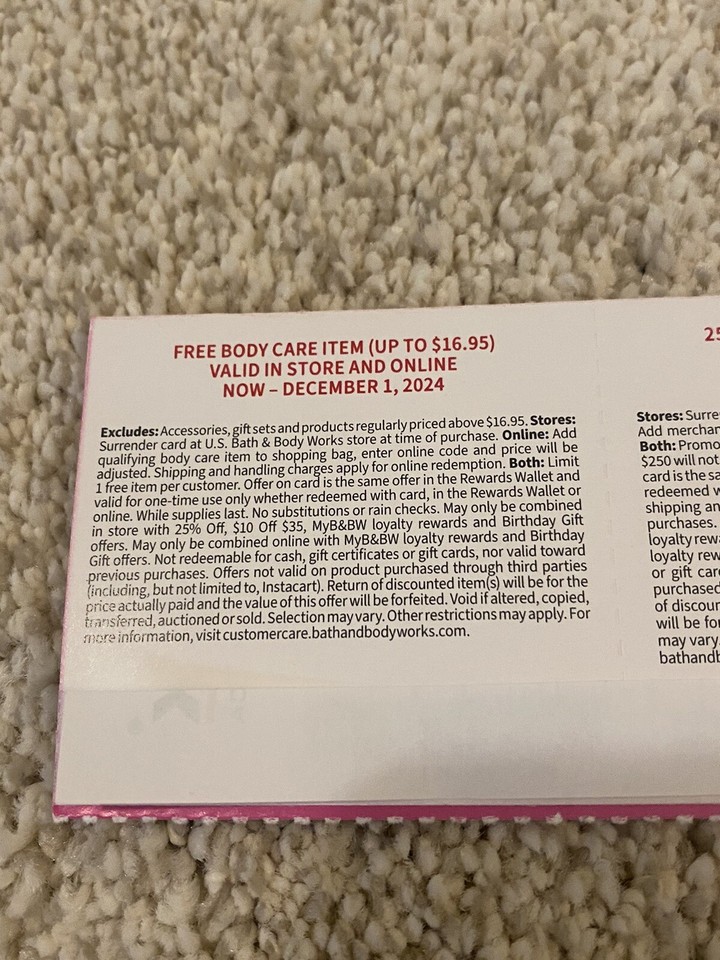 FREE BODY CARE ITEM (UP TO $16.95)
VALID IN STORE AND ONLINE
NOW – DECEMBER 1, 2024
Excludes: Accessories, gift sets and products regularly priced above $16.95. Stores:
Surrender card at U.S. Bath & Body Works store at time of purchase. Online: Add
qualifying body care item to shopping bag, enter online code and price will be
adjusted. Shipping and handling charges apply for online redemption. Both: Limit
1 free item per customer. Offer on card is the same offer in the Rewards Wallet and
valid for one-time use only whether redeemed with card, in the Rewards Wallet or
online. While supplies last. No substitutions or rain checks. May only be combined
in store with 25% Off, $10 Off $35, MyB&BW loyalty rewards and Birthday Gift
offers. May only be combined online with MyB&BW loyalty rewards and Birthday
Gift offers. Not redeemable for cash, gift certificates or gift cards, nor valid toward
previous purchases. Offers not valid on product purchased through third parties
(including, but not limited to, Instacart). Return of discounted item(s) will be for the
price actually paid and the value of this offer will be forfeited. Void if altered, copied,
transferred, auctioned or sold. Selection may vary. Other restrictions may apply. For
more information, visit customercare.bathandbodyworks.com.
25
Stores: Surre
Add merchan
Both: Promo
$250 will not
card is the sa
redeemed w
shipping an
purchases.
loyalty rew
loyalty rew
or gift car
purchased
of discoun
will be for
may vary.
bathandb